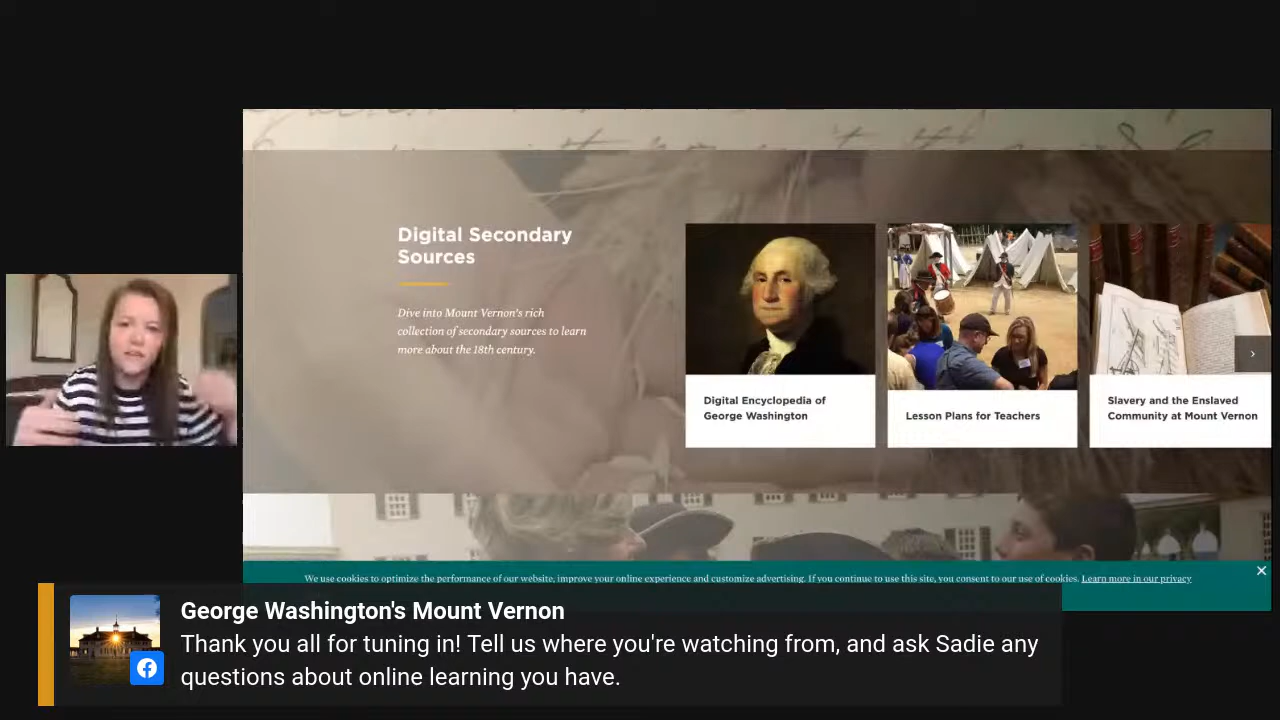 Digital Secondary
Sources
Dive into Mount Vernon's rich
collection of secondary sources to learn
more about the 18th century.
Digital Encyclopedia of
George Washington
Lesson Plans for Teachers
Slavery and the Enslaved
Community at Mount Vernon
We use cookies to optimize the performance of our website, improve your online experience and customize advertising. If you continue to use this site, you consent to our use of cookies. Learn more in our privacy
George Washington's Mount Vernon
Thank you all for tuning in! Tell us where you're watching from, and ask Sadie any
questions about online learning you have.